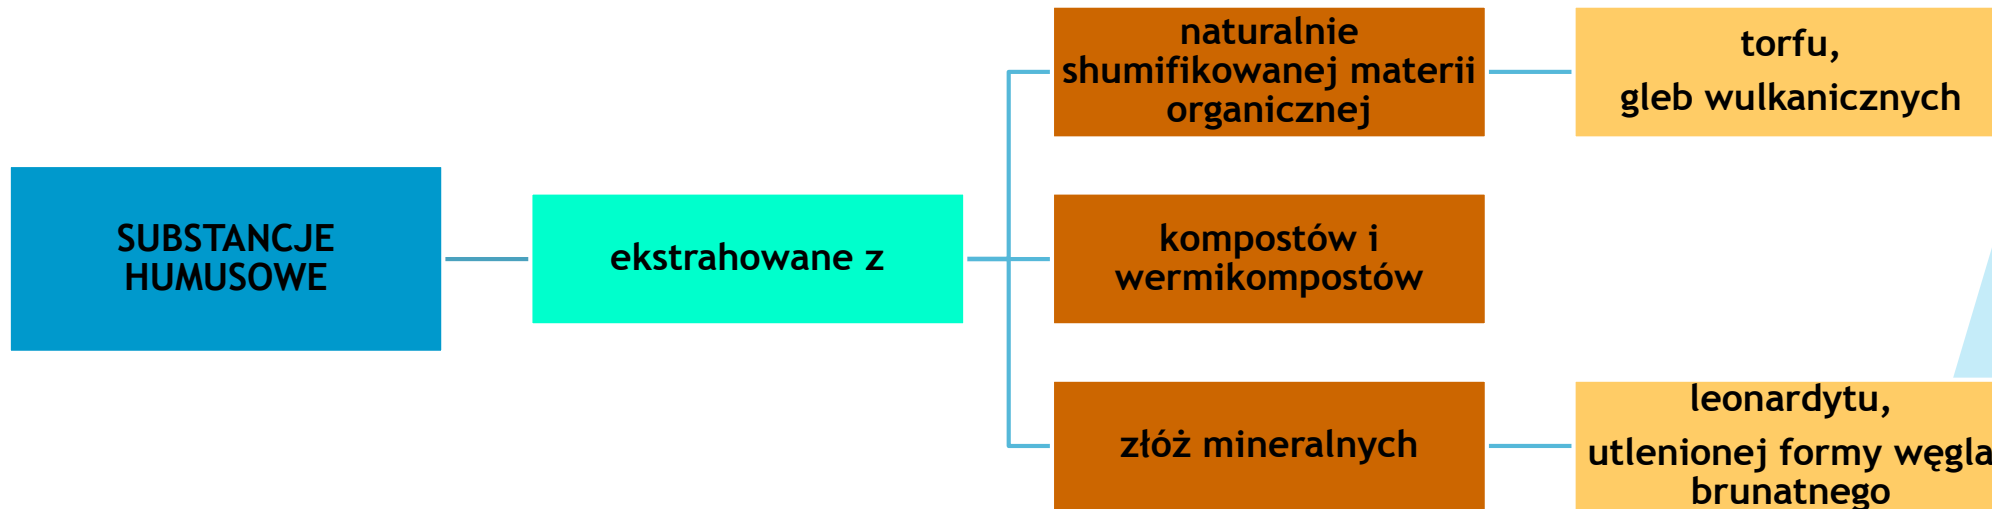 SUBSTANCJE
HUMUSOWE
ekstrahowane z
naturalnie
shumifikowanej materii
organicznej
torfu,
gleb wulkanicznych
kompostów i
wermikompostów
złóż mineralnych
leonardytu,
utlenionej formy węgla
brunatnego